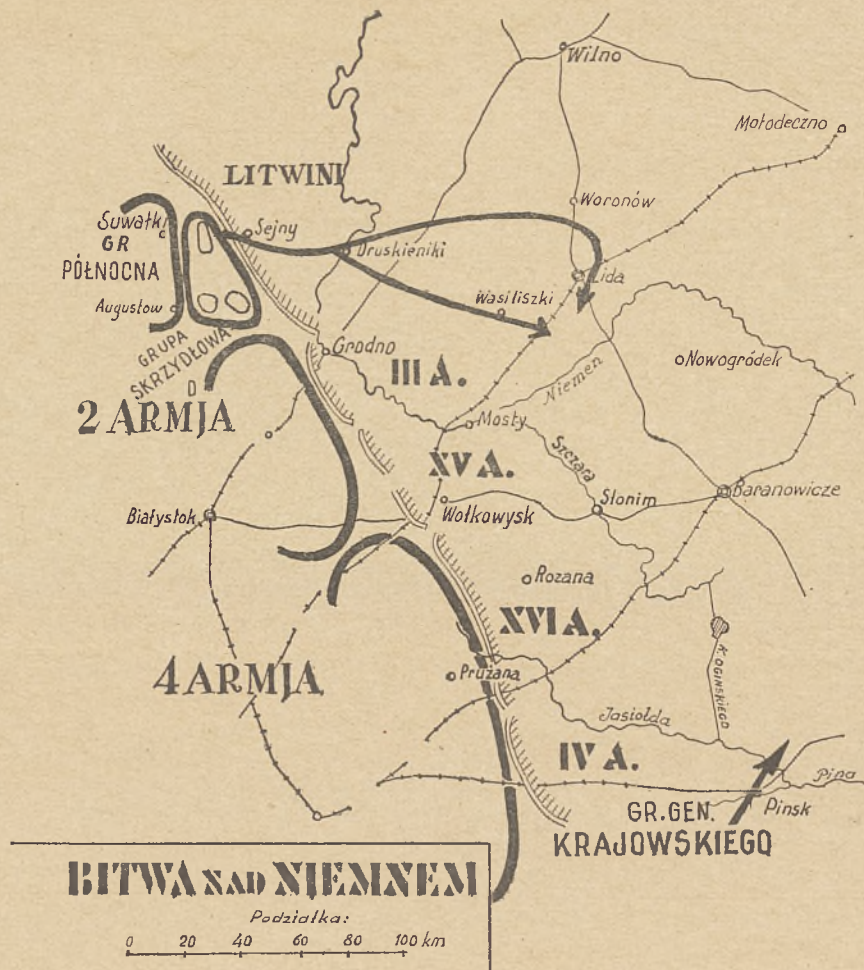 Wilno
Mołodeczno
LITWINI
Woronów
Suwałki
Sejny
GR
PÓŁNOCNA
Druskieniki
Lida
Augustow
Wasiliszki
GRUPA
SKRZYDŁOWA
Grodno
III A.
Niemen
Nowogródek
2 ARMJA
Mosty
Szczara
XV A.
Baranowicze
Słonim
Białystok
Wołkowysk
Rozana
XVI A.
4 ARMJA
Prużana
K. OGINSKIEGO
Jasiołda
IV A.
Pina
GR. GEN.
Pinsk
KRAJOWSKIEGO
BITWA NAD NIEMNEM
Podziałka:
0 20 40 60 80 100 km